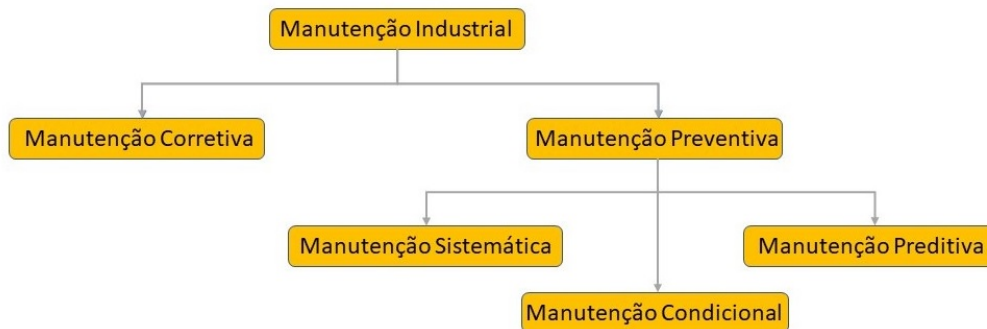 Manutenção Industrial
Manutenção Corretiva
Manutenção Preventiva
Manutenção Sistemática
Manutenção Preditiva
Manutenção Condicional